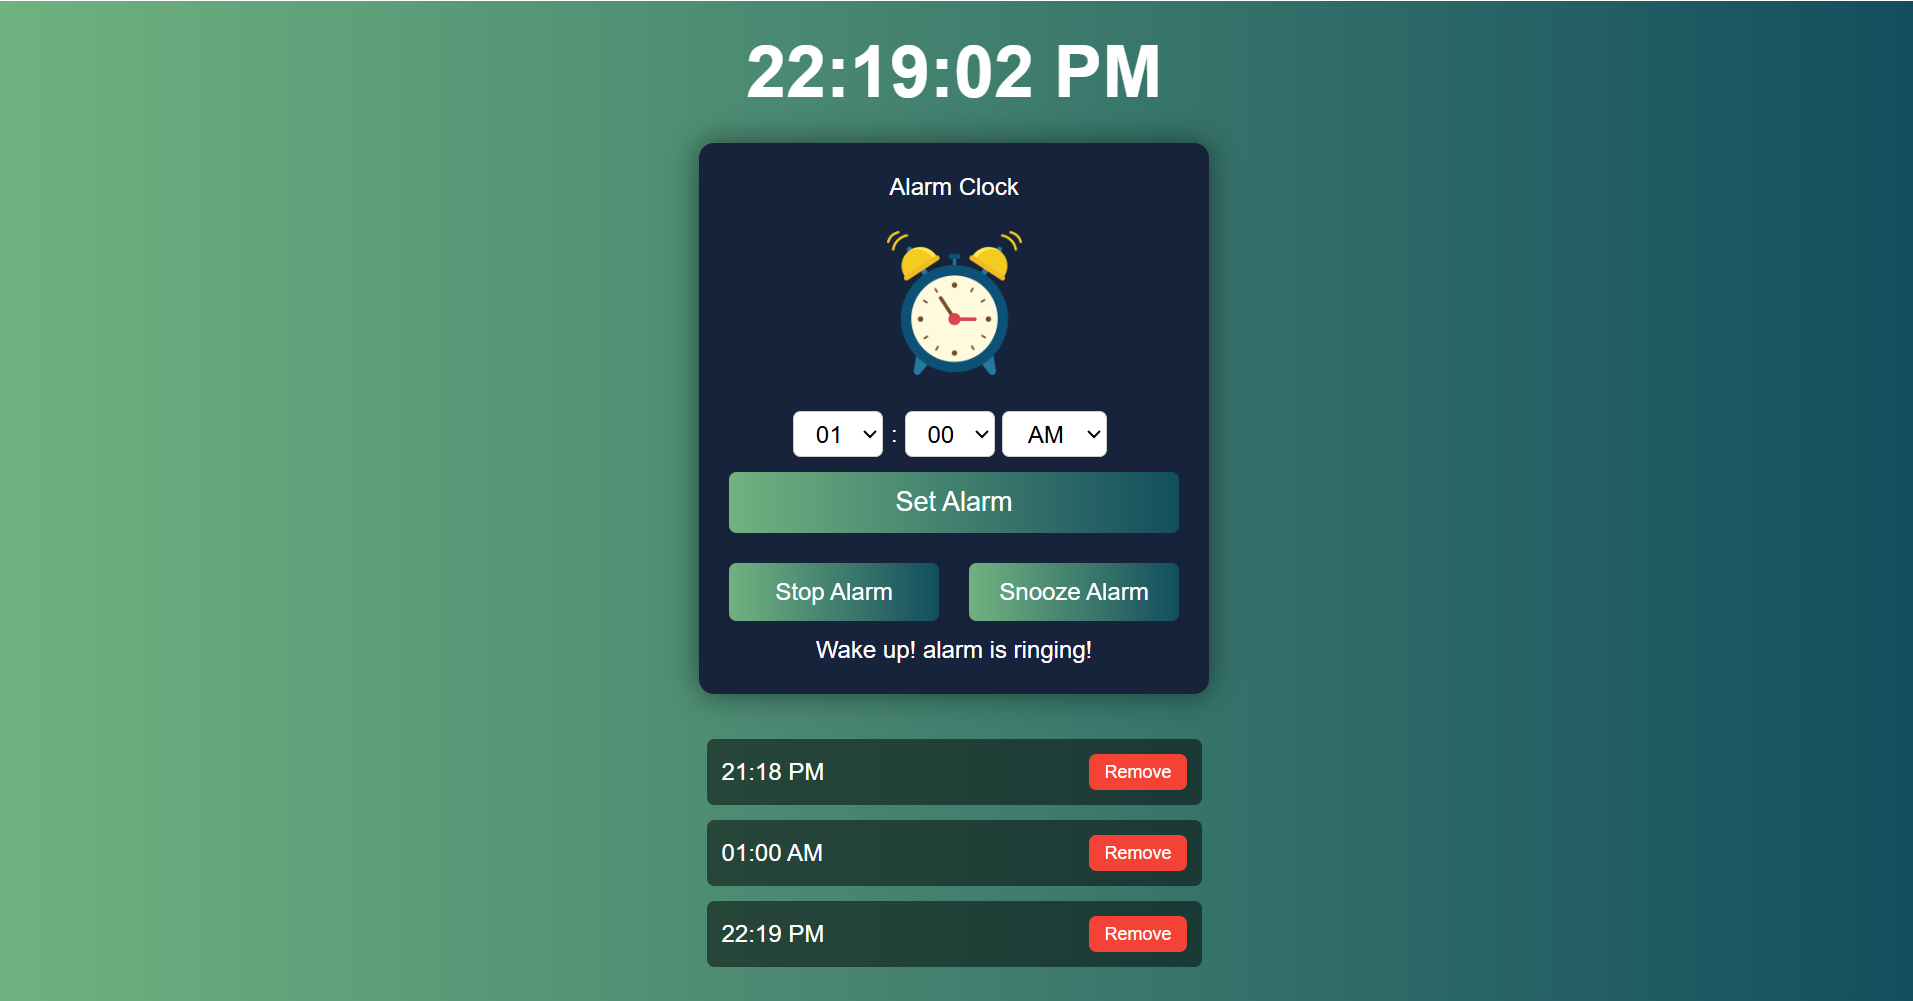 22:19:02 PM
Alarm Clock
01 : 00 AM
Set Alarm
Stop Alarm Snooze Alarm
Wake up! alarm is ringing!
21:18 PM Remove
01:00 AM Remove
22:19 PM Remove